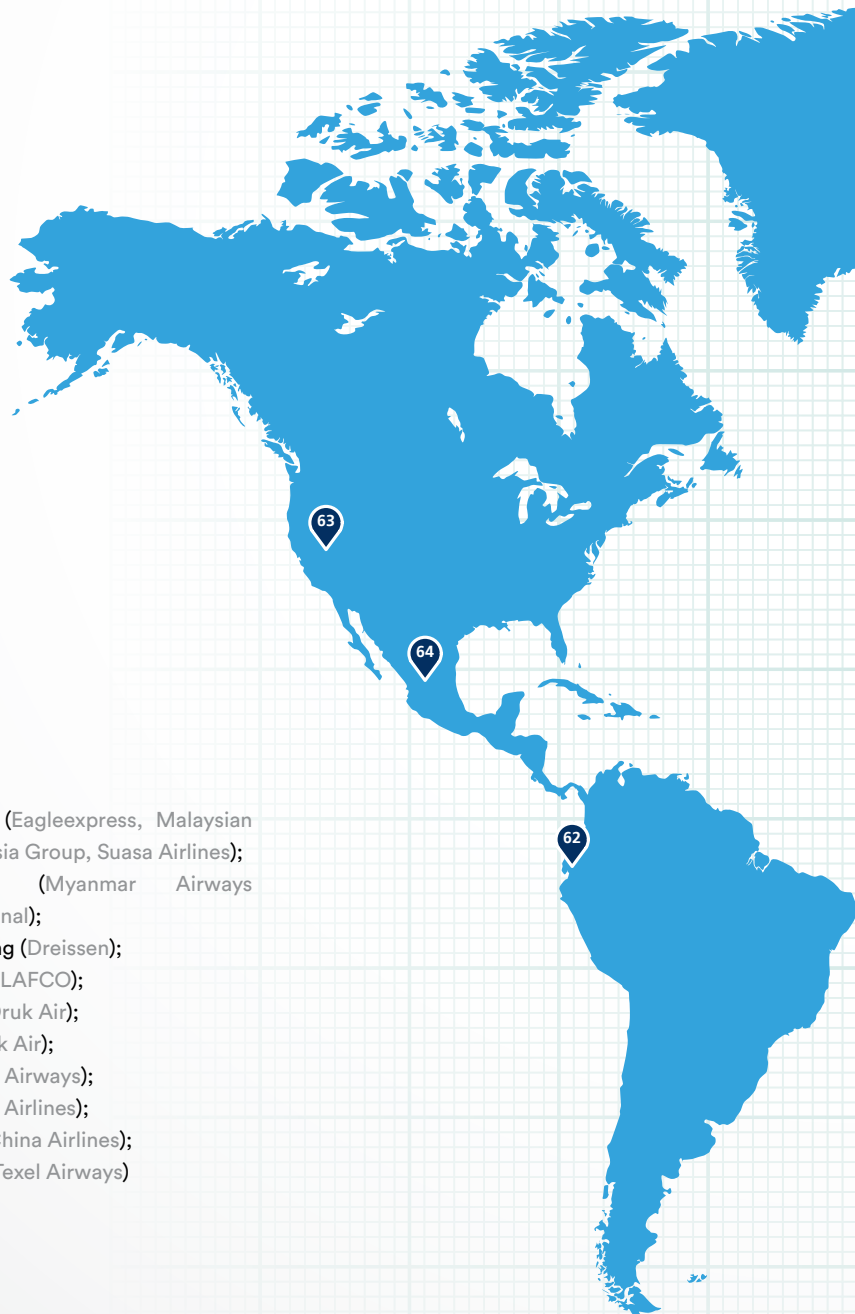 63
64
62
(Eagleexpress, Malaysian
sia Group, Suasa Airlines);
(Myanmar Airways
nal);
ng (Dreissen);
LAFCO);
ruk Air);
k Air);
Airways);
Airlines);
China Airlines);
Texel Airways)